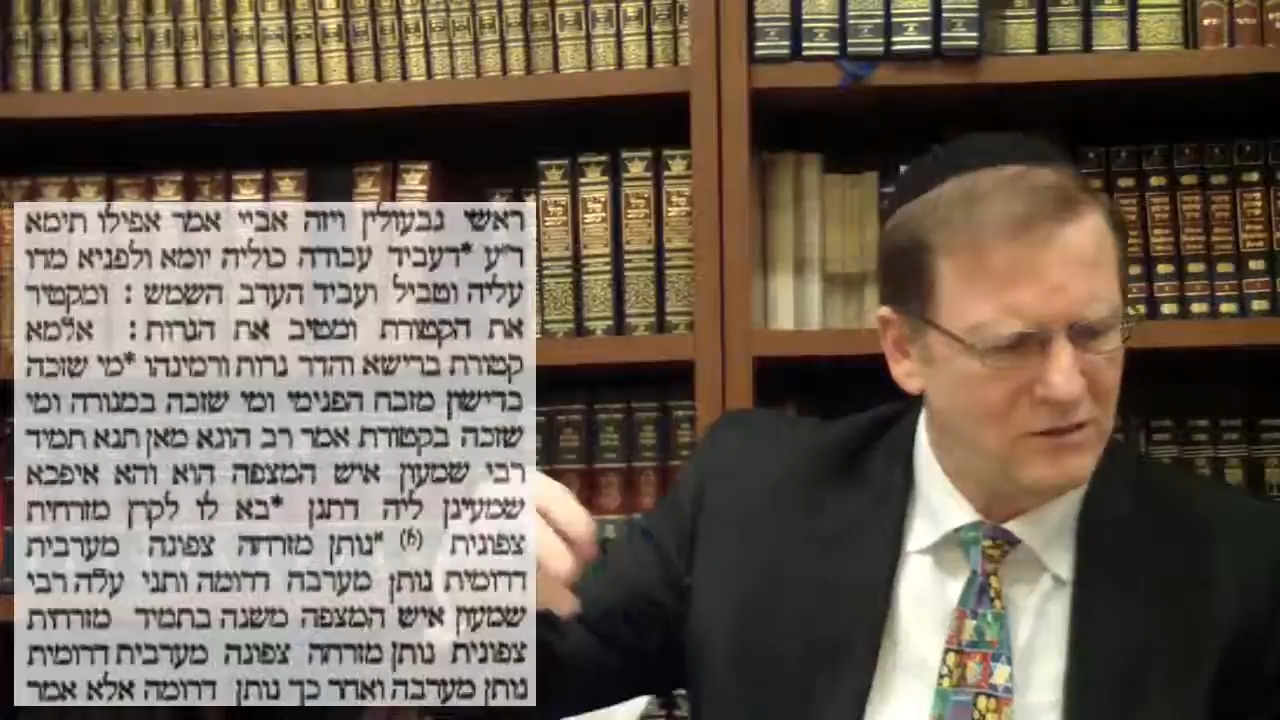 ראשי גבעולין ויזה אביי אמר אפילו תימא
ר״ע *דעביד עבודה כוליה יומא ולפניא מדו
עליה וטביל ועביד הערב השמש : ומקטיר
את הקטורת ומטיב את הנרות : אלמא
קטורת ברישא והדר נרות ורמינהו *מי שזכה
בדישון מזבח הפנימי ומי שזכה במנורה ומי
שזכה בקטורת אמר רב הונא מאן תנא תמיד
רבי שמעון איש המצפה הוא והא איפכא
שמעינן ליה דתנן *בא לו לקרן מזרחית
צפונית (א) ״נותן מזרחה צפונה מערבית
דרומית נותן מערבה דרומה ותני עלה רבי
שמעון איש המצפה משנה בתמיד מזרחית
צפונית נותן מזרחה צפונה מערבית דרומית
נותן מערבה ואחר כך נותן דרומה אלא אמר